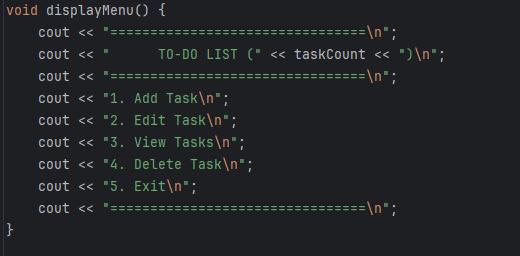 void displayMenu() {
    cout << "================================\n";
    cout << "      TO-DO LIST (" << taskCount << ")\n";
    cout << "================================\n";
    cout << "1. Add Task\n";
    cout << "2. Edit Task\n";
    cout << "3. View Tasks\n";
    cout << "4. Delete Task\n";
    cout << "5. Exit\n";
    cout << "================================\n";
}